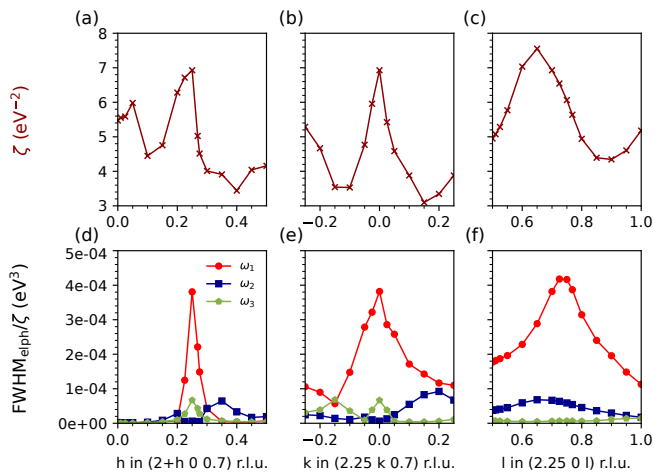 (a) (b) (c)
8
7
6
5
4
3
ζ (eV⁻²)
0.0 0.2 0.4
−0.2 0.0 0.2
0.6 0.8 1.0
(d) (e) (f)
5e-04
4e-04
3e-04
2e-04
1e-04
0e+00
FWHMₑₗₚₕ/ζ (eV³)
ω₁
ω₂
ω₃
0.0 0.2 0.4
−0.2 0.0 0.2
0.6 0.8 1.0
h in (2+h 0 0.7) r.l.u.
k in (2.25 k 0.7) r.l.u.
l in (2.25 0 l) r.l.u.